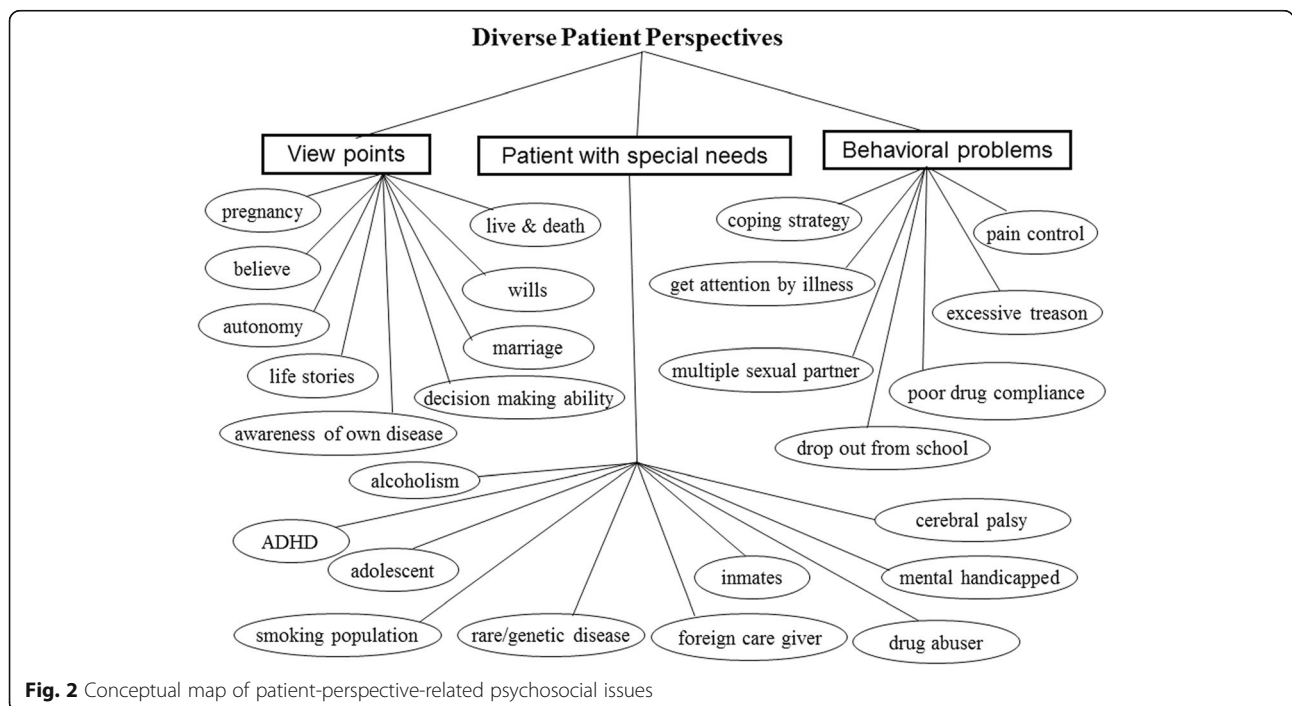 Diverse Patient Perspectives
View points
Patient with special needs
Behavioral problems
pregnancy
live & death
believe
wills
autonomy
marriage
life stories
decision making ability
awareness of own disease
coping strategy
pain control
get attention by illness
excessive treason
multiple sexual partner
poor drug compliance
drop out from school
alcoholism
cerebral palsy
ADHD
adolescent
inmates
mental handicapped
smoking population
rare/genetic disease
foreign care giver
drug abuser
Fig. 2 Conceptual map of patient-perspective-related psychosocial issues